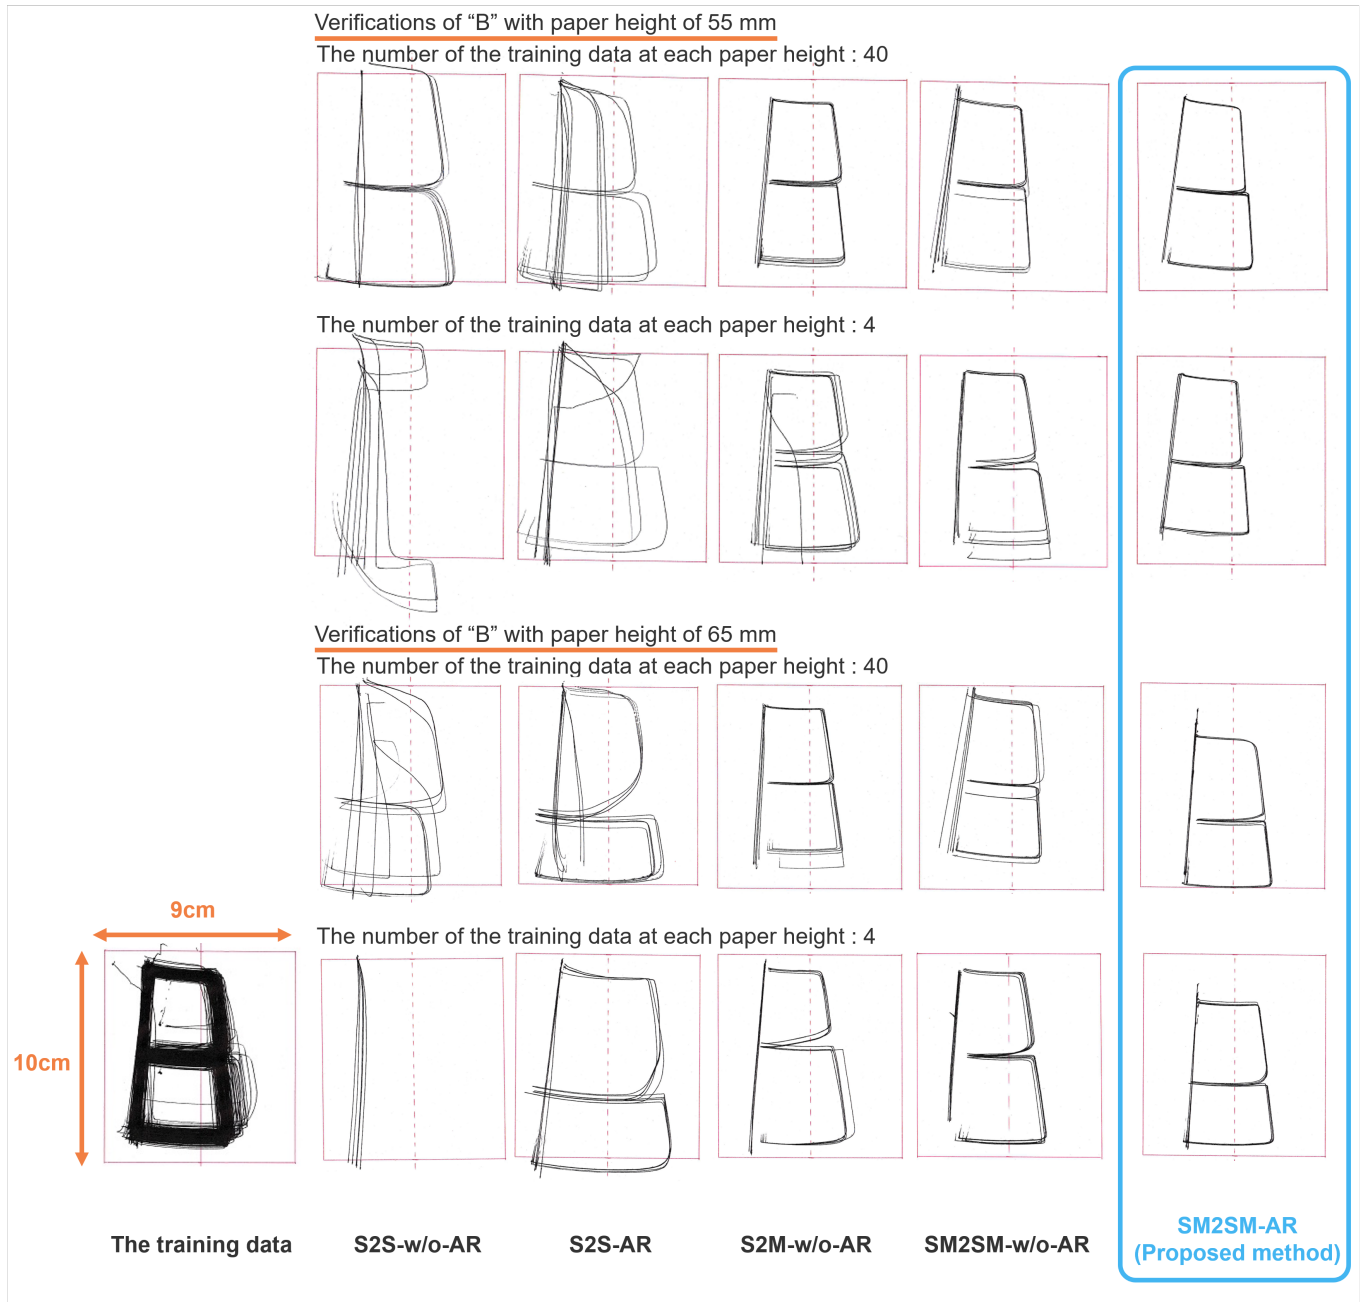 Verifications of “B” with paper height of 55 mm
The number of the training data at each paper height : 40
The number of the training data at each paper height : 4
Verifications of “B” with paper height of 65 mm
The number of the training data at each paper height : 40
9cm
The number of the training data at each paper height : 4
10cm
The training data
S2S-w/o-AR
S2S-AR
S2M-w/o-AR
SM2SM-w/o-AR
SM2SM-AR
(Proposed method)